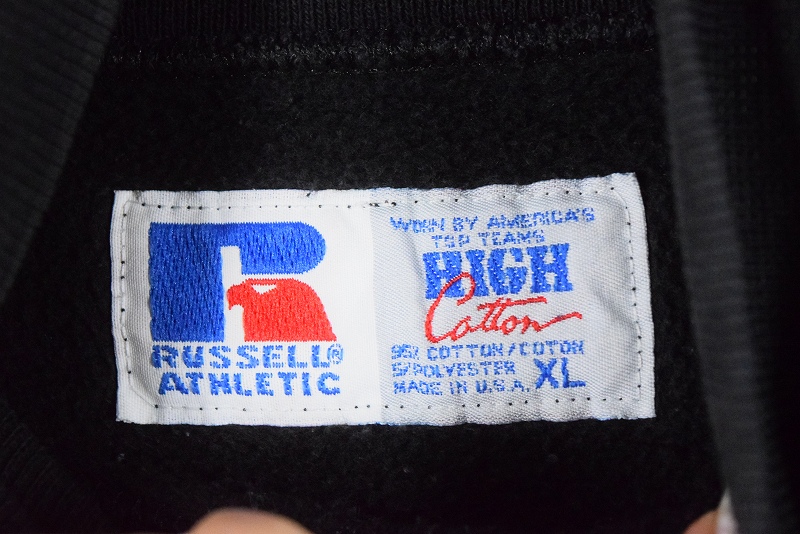 RUSSELL®
ATHLETIC
WORN BY AMERICA'S
TOP TEAMS
HIGH
Cotton
95% COTTON/COTON
5/POLYESTER
MADE IN U.S.A. XL